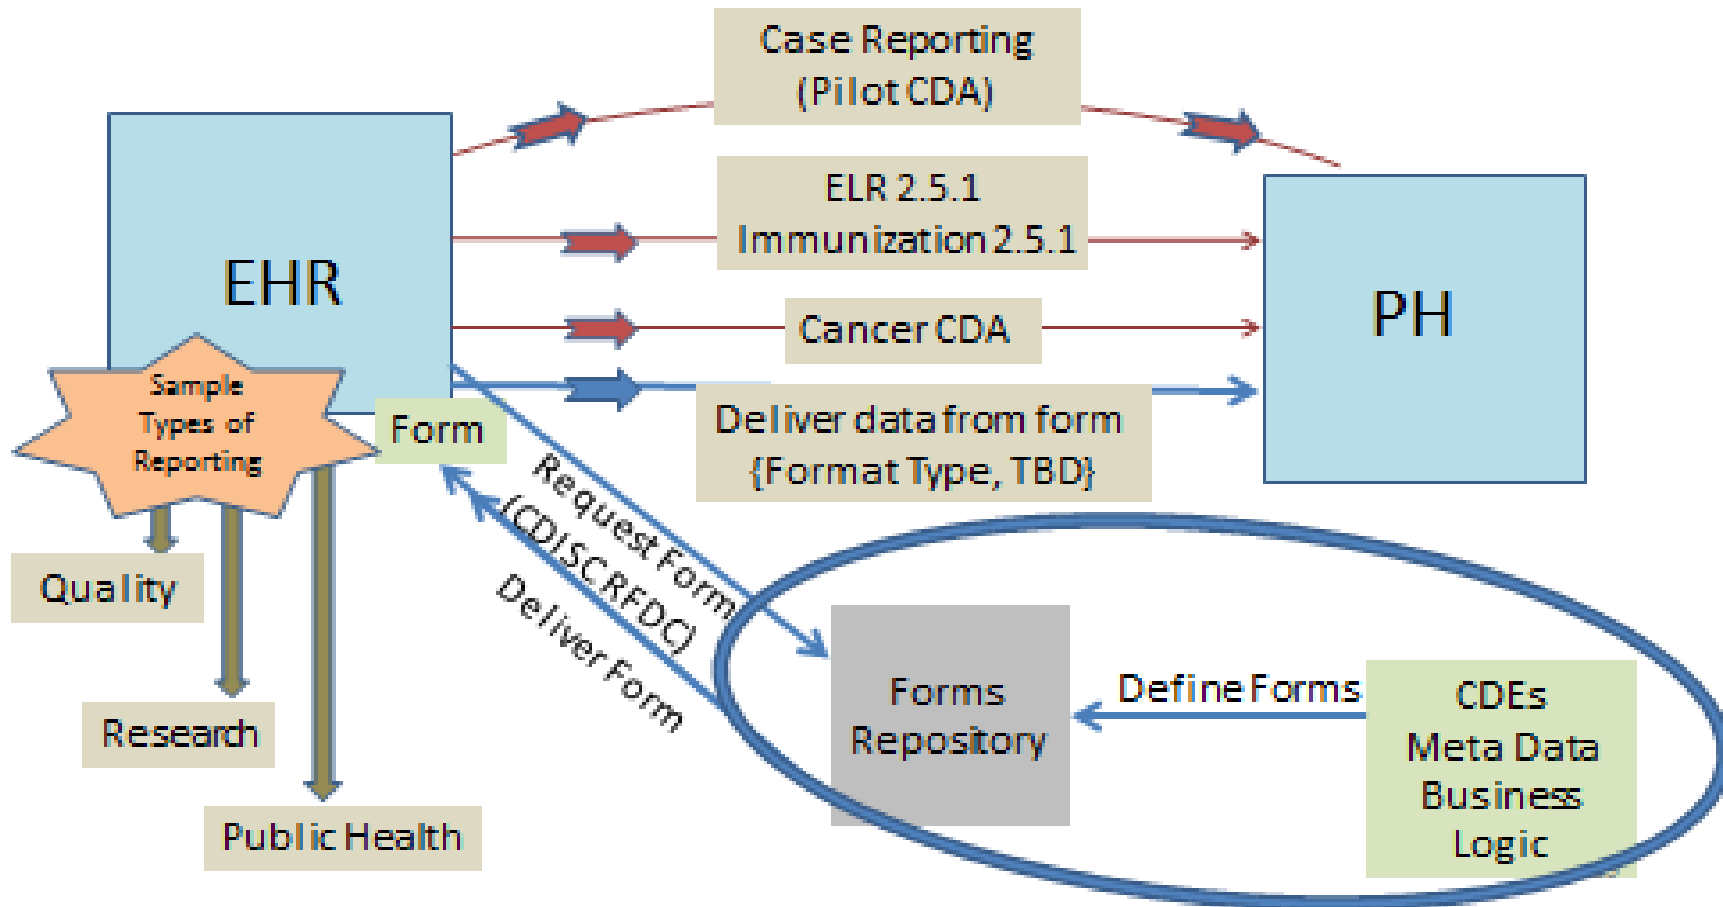 Case Reporting
(Pilot CDA)
ELR 2.5.1
Immunization 2.5.1
EHR
PH
Cancer CDA
Sample
Types of
Reporting
Form
Deliver data from form
{Format Type, TBD}
Request Form
(CDISC RFDC)
Deliver Form
Quality
Research
Public Health
Forms
Repository
Define Forms
CDEs
Meta Data
Business
Logic